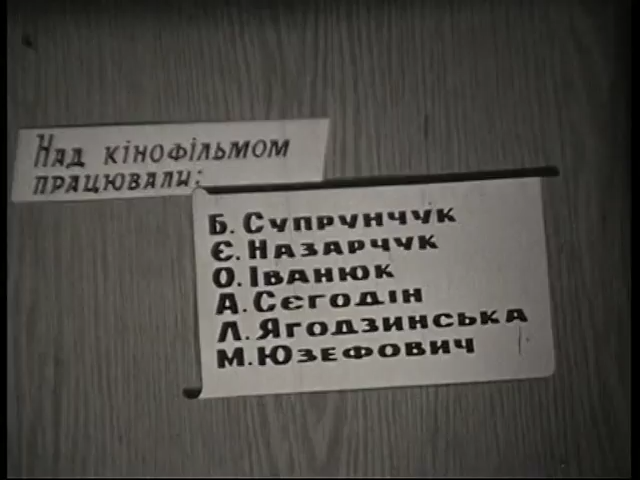 Над кінофільмом
працювали:
Б. Супрунчук
Є. Назарчук
О. Іванюк
А. Сєгодін
Л. Ягодзинська
М. Юзефович